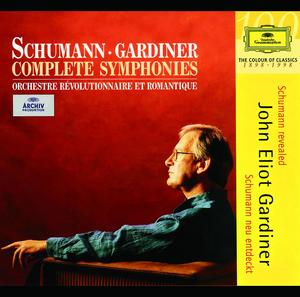 SCHUMANN · GARDINER
COMPLETE SYMPHONIES
ORCHESTRE RÉVOLUTIONNAIRE ET ROMANTIQUE
ARCHIV
PRODUKTION
Deutsche
Grammophon
THE COLOUR OF CLASSICS
1898-1998
Schumann revealed
John Eliot Gardiner
Schumann neu entdeckt